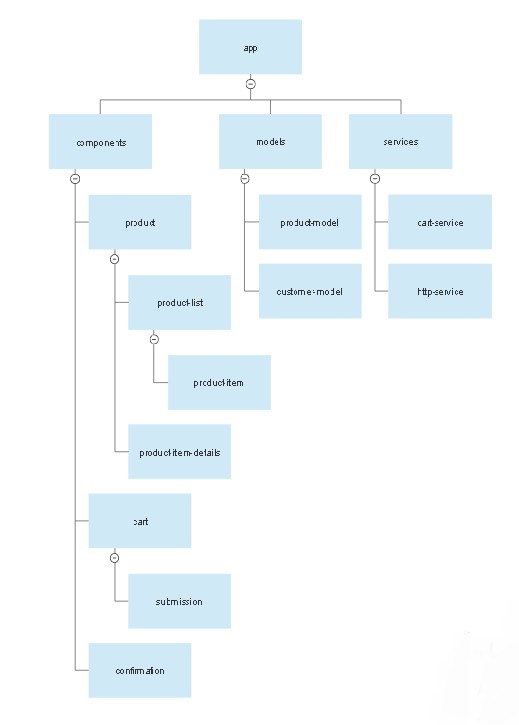 app
components
models
services
product
product-model
cart-service
product-list
customer-model
http-service
product-item
product-item-details
cart
submission
confirmation